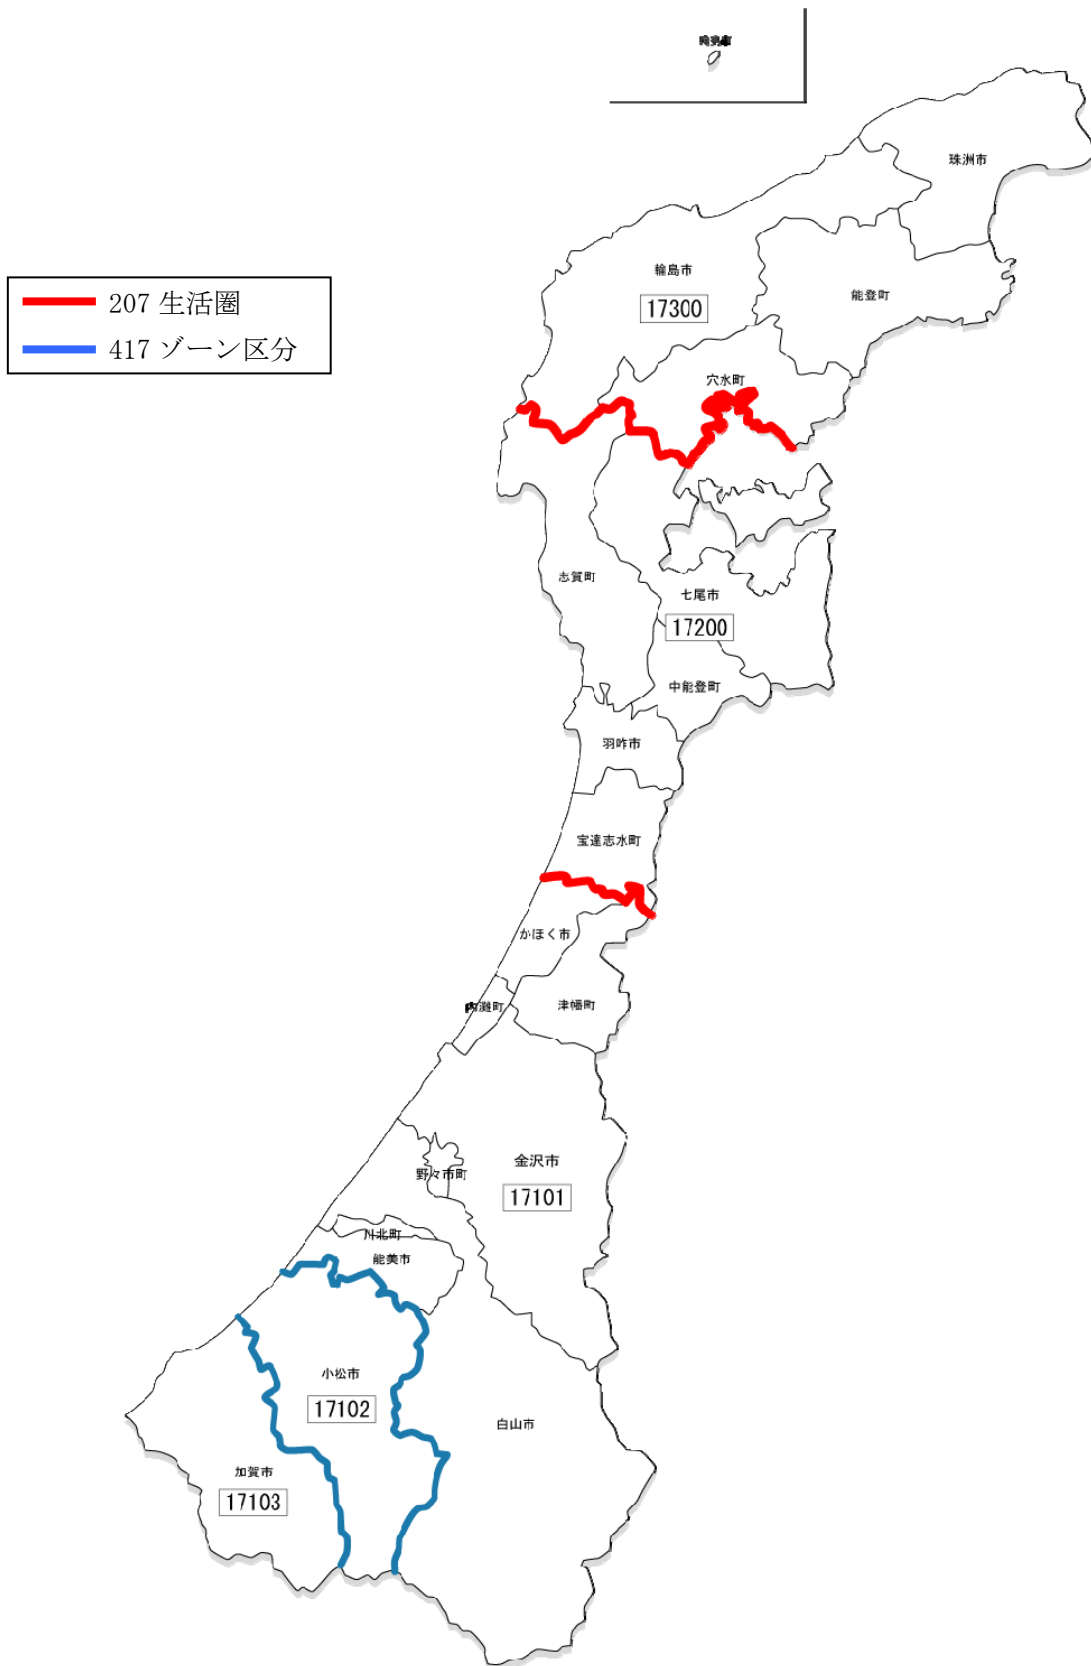 珠洲市
輪島市
17300
能登町
207 生活圏
417 ゾーン区分
穴水町
志賀町
七尾市
17200
中能登町
羽咋市
宝達志水町
かほく市
内灘町
津幡町
金沢市
17101
野々市町
川北町
能美市
小松市
17102
白山市
加賀市
17103